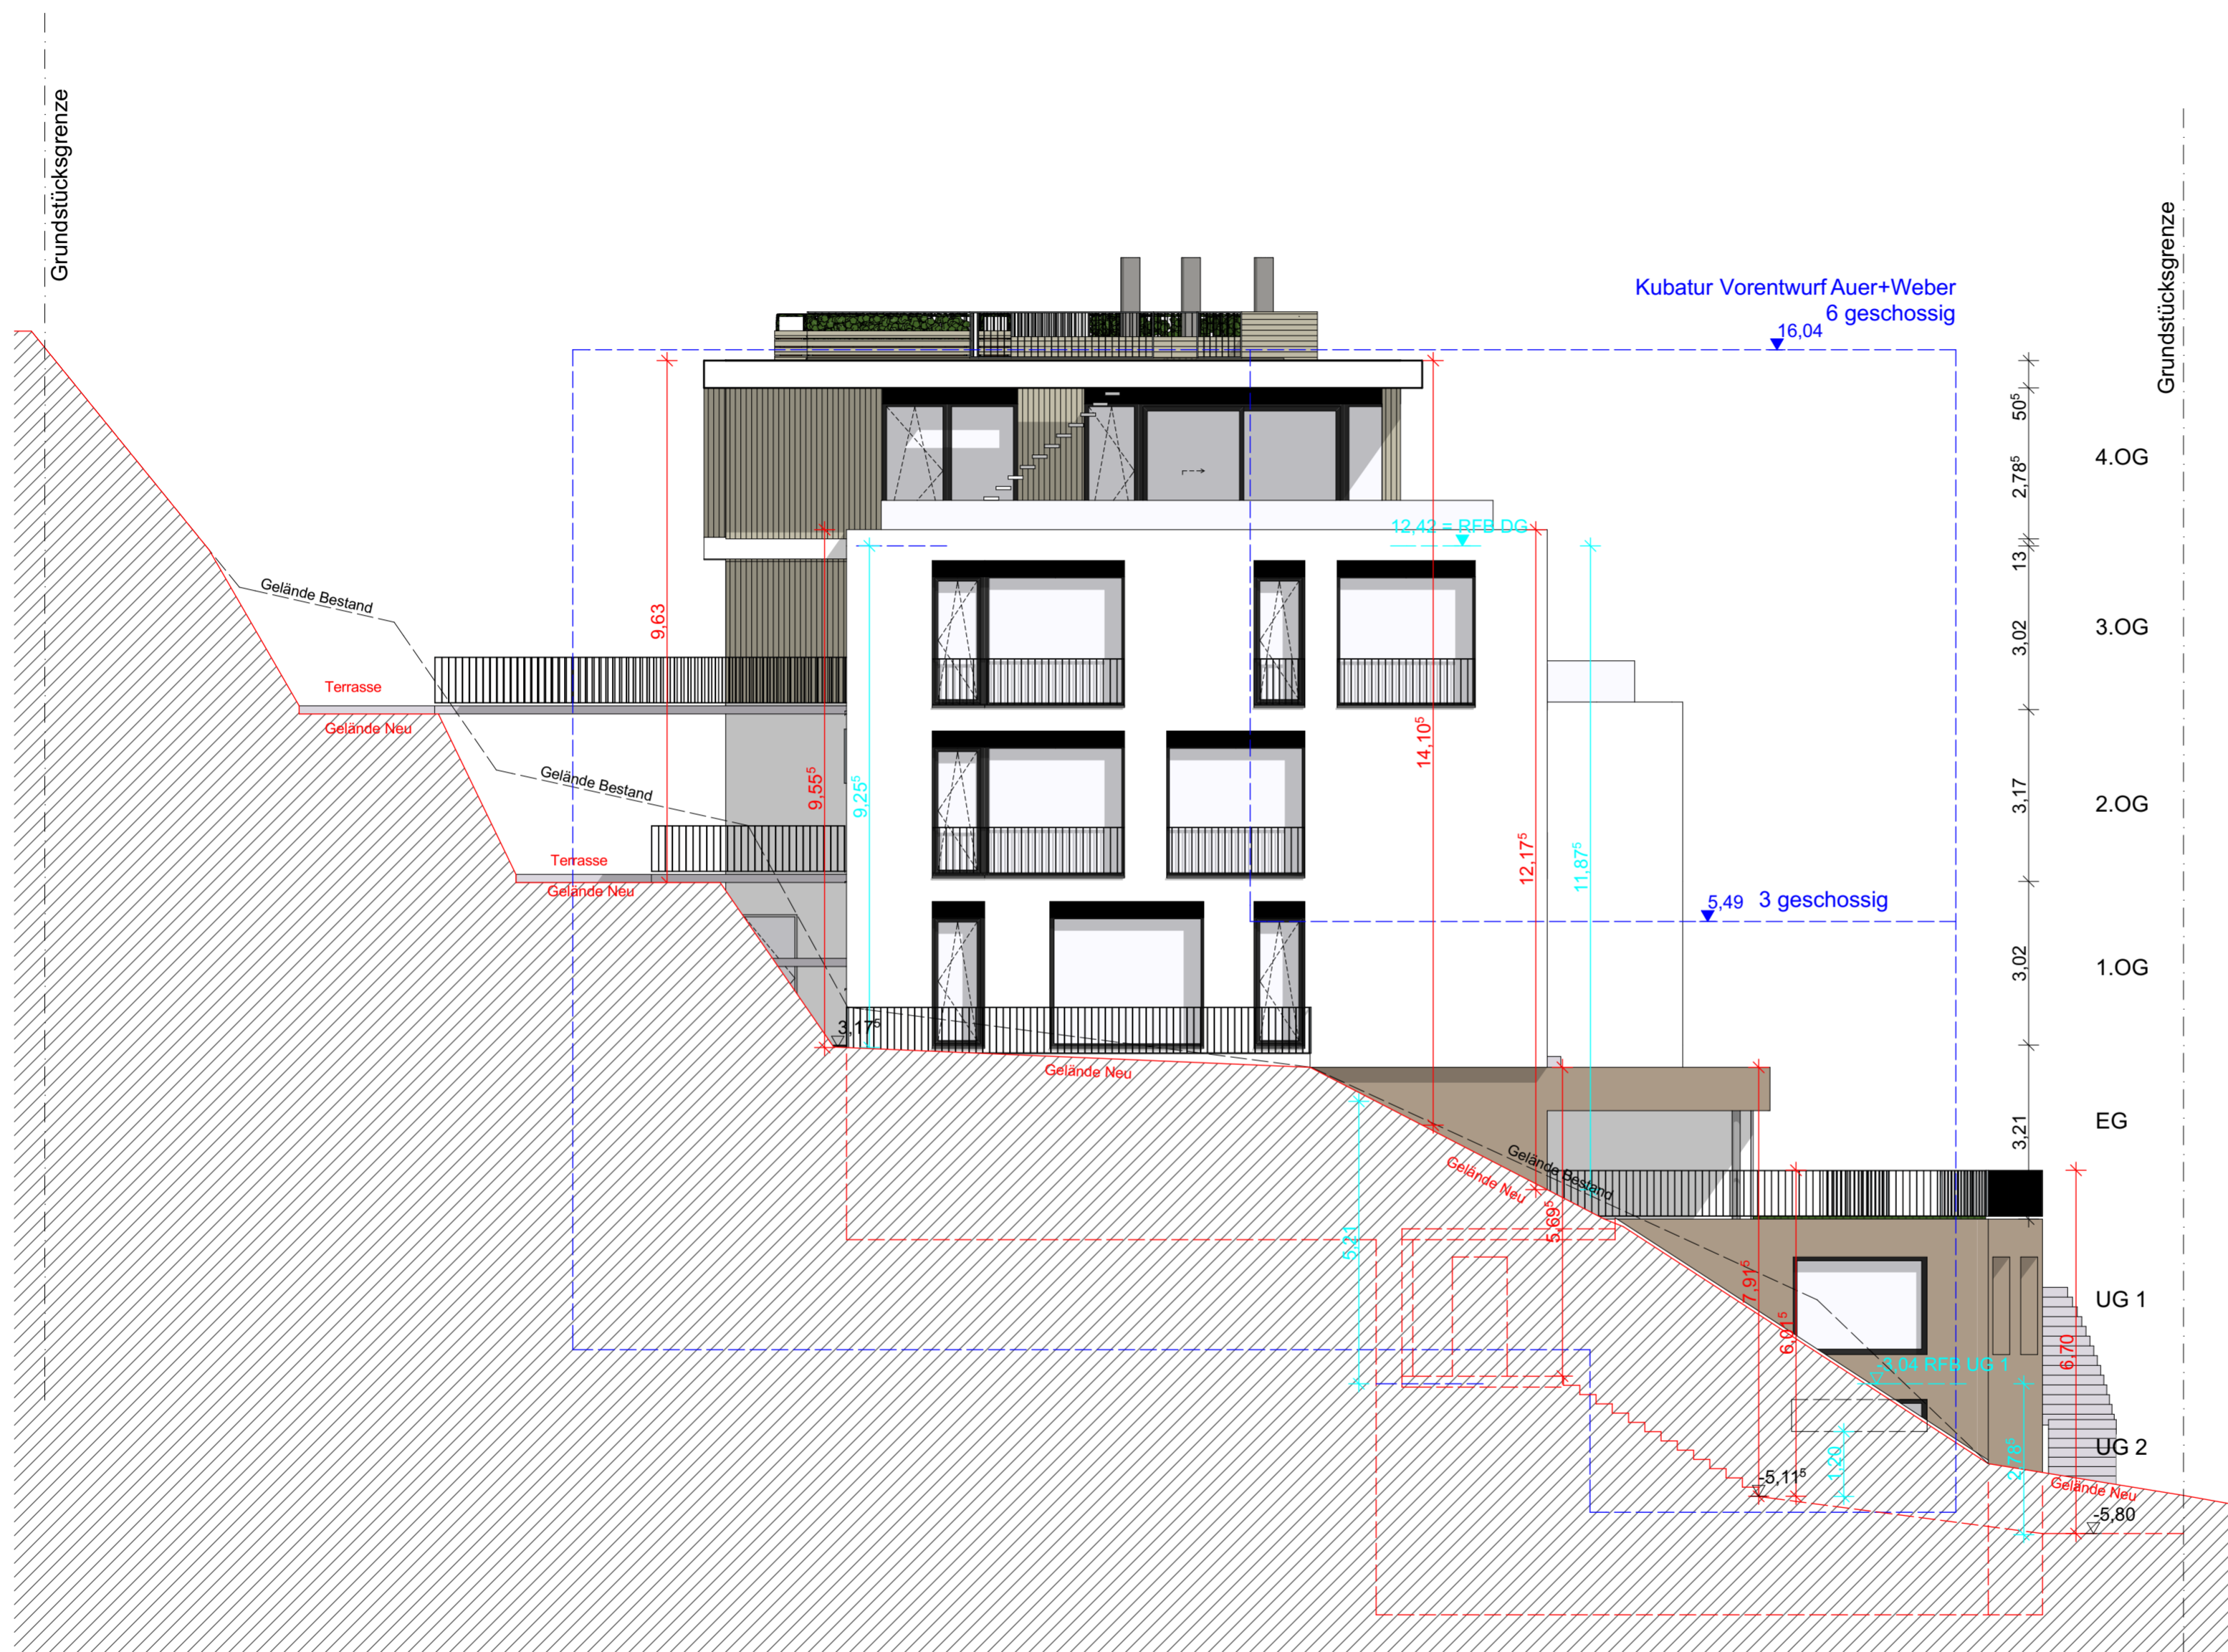 Grundstücksgrenze
Grundstücksgrenze
Kubatur Vorentwurf Auer+Weber
6 geschossig
16,04
50⁵
4.OG
2,78⁵
12,42 = RFB DG
13
Gelände Bestand
9,63
3,02
3.OG
Terrasse
Gelände Neu
14,10⁵
Gelände Bestand
9,55⁵
9,25⁵
3,17
2.OG
12,17⁵
11,87⁵
Terrasse
Gelände Neu
5,49 3 geschossig
3,02
1.OG
3,17⁵
Gelände Neu
3,21
EG
Gelände Bestand
Gelände Neu
5,21
5,69⁵
7,91⁵
6,01⁵
UG 1
6,70
-3,04 RFB UG 1
UG 2
1,20
2,78⁵
-5,11⁵
Gelände Neu
-5,80